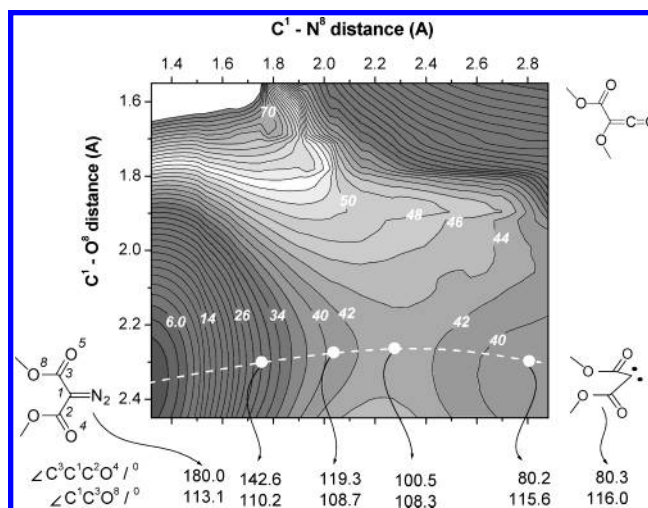 C¹ - N⁸ distance (A)
1.4 1.6 1.8 2.0 2.2 2.4 2.6 2.8
C¹ - O⁸ distance (A)
1.6
1.8
2.0
2.2
2.4
70
50
48
46
44
42
40
6.0
14
26
34
40
42
O
O
O
C
O
8
O
O
5
3
1
N₂
2
O
O
4
O
O
O
O
∠C³C¹C²O⁴ / ⁰ 180.0 142.6 119.3 100.5 80.2 80.3
∠C¹C³O⁸ / ⁰ 113.1 110.2 108.7 108.3 115.6 116.0